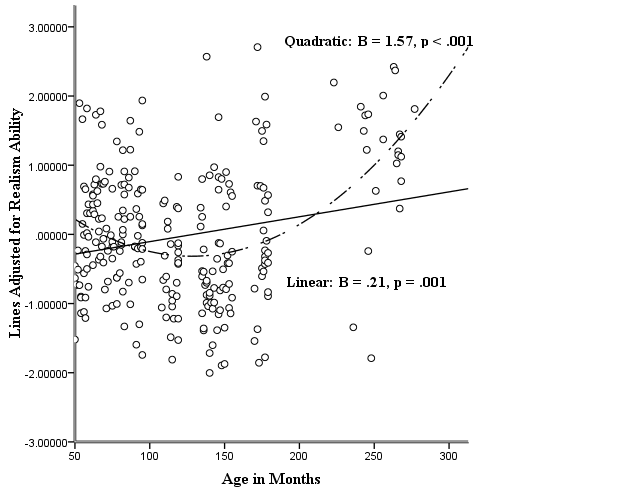 3.00000
Quadratic: B = 1.57, p < .001
2.00000
1.00000
.00000
Linear: B = .21, p = .001
-1.00000
-2.00000
-3.00000
Lines Adjusted for Realism Ability
50 100 150 200 250 300
Age in Months